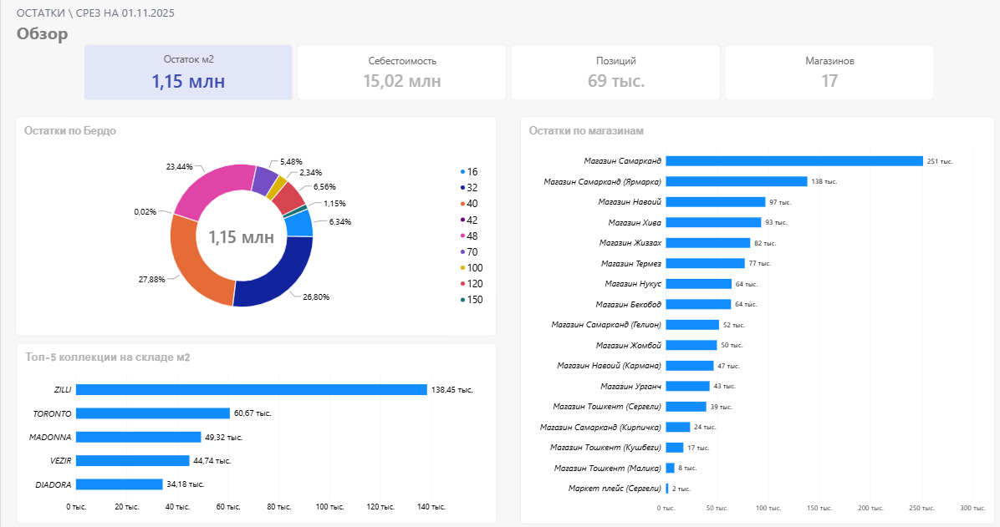 ОСТАТКИ \ СРЕЗ НА 01.11.2025
Обзор
Остаток м2
1,15 млн
Себестоимость
15,02 млн
Позиций
69 тыс.
Магазинов
17
Остатки по Бердо
5,48%
2,34%
6,56%
1,15%
6,34%
26,80%
27,88%
0,02%
23,44%
1,15 млн
16
32
40
42
48
70
100
120
150
Топ-5 коллекции на складе м2
ZILLI 138,45 тыс.
TORONTO 60,67 тыс.
MADONNA 49,32 тыс.
VEZIR 44,74 тыс.
DIADORA 34,18 тыс.
0 тыс. 20 тыс. 40 тыс. 60 тыс. 80 тыс. 100 тыс. 120 тыс. 140 тыс.
Остатки по магазинам
Магазин Самарканд 251 тыс.
Магазин Самарканд (Ярмарка) 138 тыс.
Магазин Навоий 97 тыс.
Магазин Хива 93 тыс.
Магазин Жиззах 82 тыс.
Магазин Термез 77 тыс.
Магазин Нукус 64 тыс.
Магазин Бекобод 64 тыс.
Магазин Самарканд (Гелион) 52 тыс.
Магазин Жомбой 50 тыс.
Магазин Навоий (Кармана) 47 тыс.
Магазин Урганч 43 тыс.
Магазин Тошкент (Сергели) 39 тыс.
Магазин Самарканд (Кирпичка) 24 тыс.
Магазин Тошкент (Кушбеги) 17 тыс.
Магазин Тошкент (Малика) 8 тыс.
Маркет плейс (Сергели) 2 тыс.
0 тыс. 50 тыс. 100 тыс. 150 тыс. 200 тыс. 250 тыс. 300 тыс.